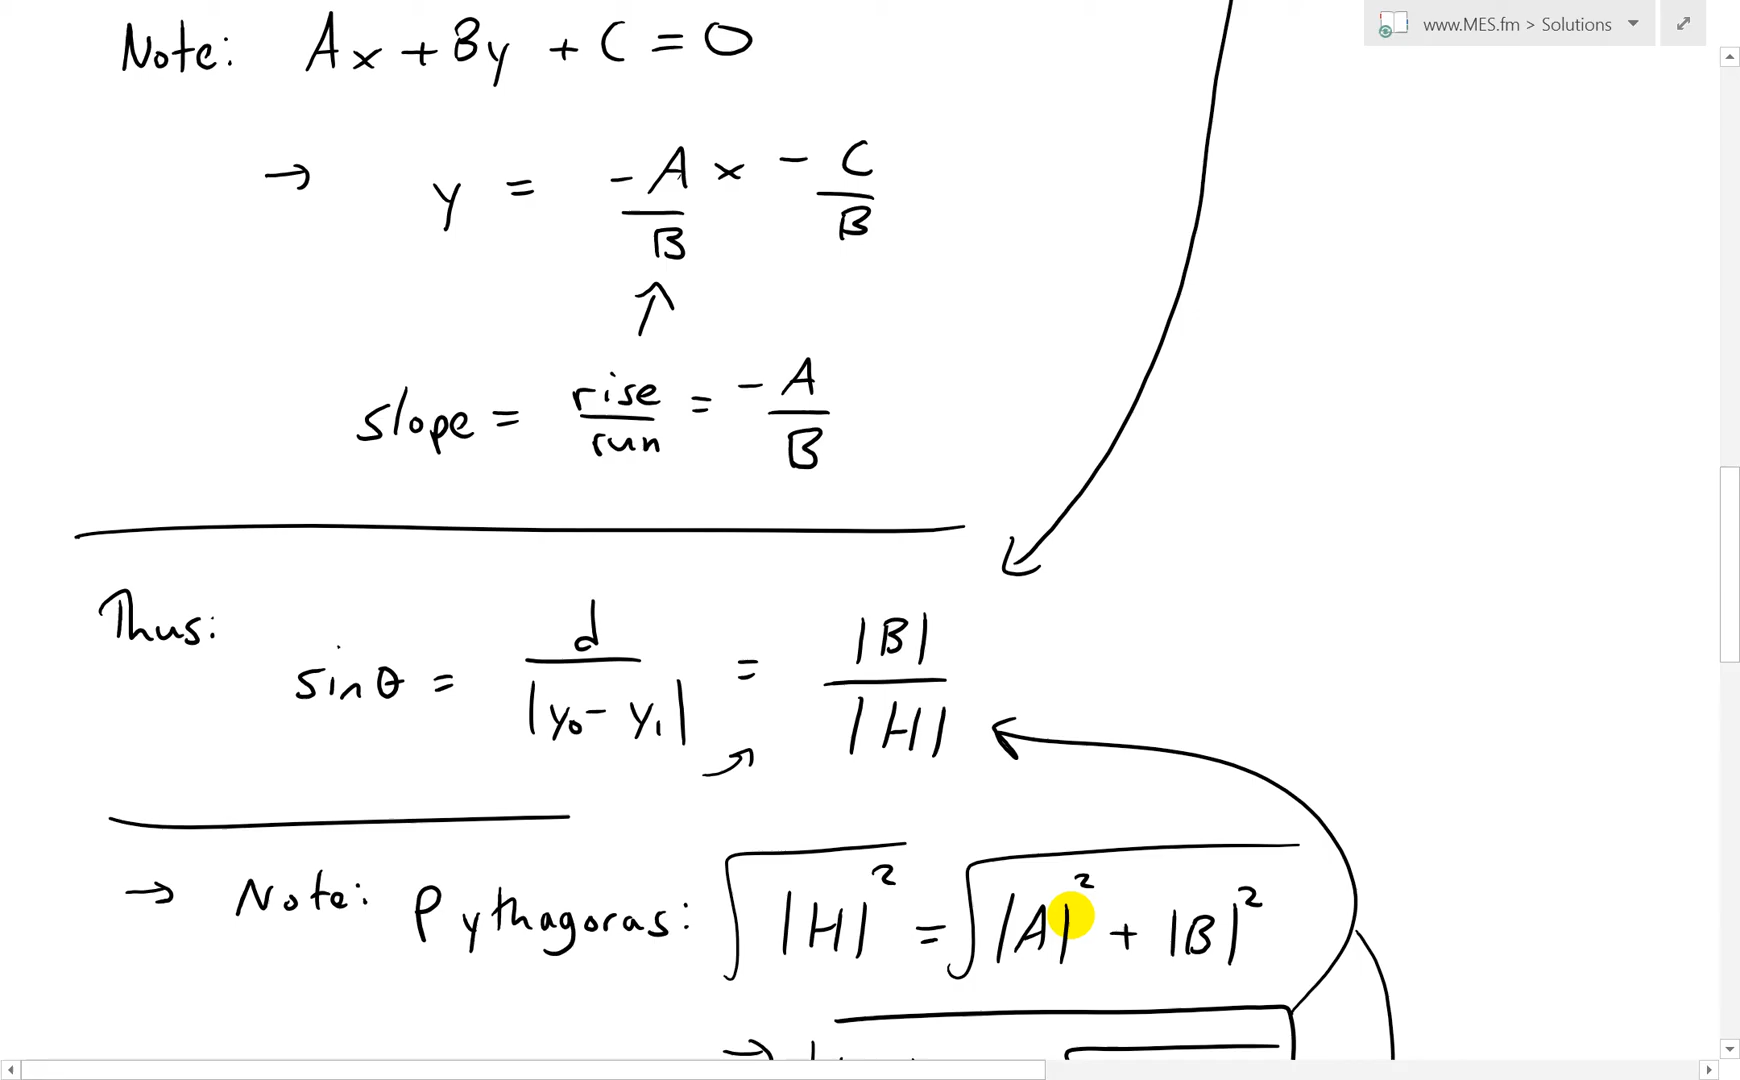 www.MES.fm > Solutions
Note: Ax + By + C = 0
→ y = -A/B x - C/B
slope = rise/run = - A/B
Thus: sin θ = d/|y₀ - y₁| = |B|/|H|
→ Note: Pythagoras: √|H|² = √|A|² + |B|²